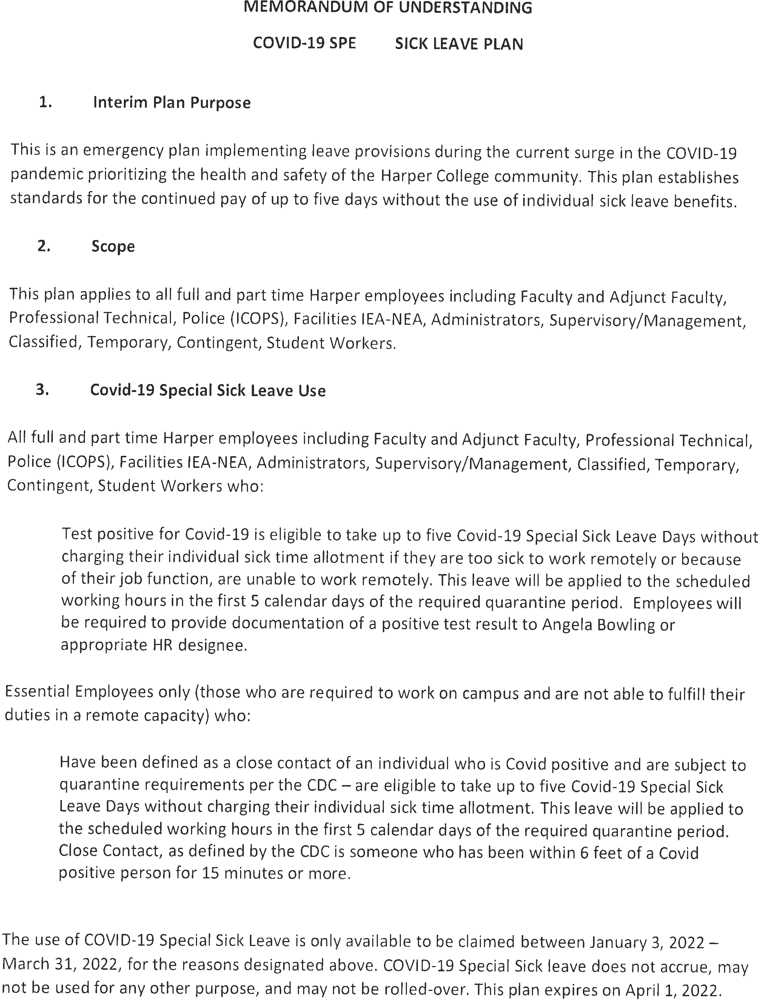 MEMORANDUM OF UNDERSTANDING
COVID-19 SPE SICK LEAVE PLAN
1. Interim Plan Purpose
This is an emergency plan implementing leave provisions during the current surge in the COVID-19
pandemic prioritizing the health and safety of the Harper College community. This plan establishes
standards for the continued pay of up to five days without the use of individual sick leave benefits.
2. Scope
This plan applies to all full and part time Harper employees including Faculty and Adjunct Faculty,
Professional Technical, Police (ICOPS), Facilities IEA-NEA, Administrators, Supervisory/Management,
Classified, Temporary, Contingent, Student Workers.
3. Covid-19 Special Sick Leave Use
All full and part time Harper employees including Faculty and Adjunct Faculty, Professional Technical,
Police (ICOPS), Facilities IEA-NEA, Administrators, Supervisory/Management, Classified, Temporary,
Contingent, Student Workers who:
Test positive for Covid-19 is eligible to take up to five Covid-19 Special Sick Leave Days without
charging their individual sick time allotment if they are too sick to work remotely or because
of their job function, are unable to work remotely. This leave will be applied to the scheduled
working hours in the first 5 calendar days of the required quarantine period. Employees will
be required to provide documentation of a positive test result to Angela Bowling or
appropriate HR designee.
Essential Employees only (those who are required to work on campus and are not able to fulfill their
duties in a remote capacity) who:
Have been defined as a close contact of an individual who is Covid positive and are subject to
quarantine requirements per the CDC – are eligible to take up to five Covid-19 Special Sick
Leave Days without charging their individual sick time allotment. This leave will be applied to
the scheduled working hours in the first 5 calendar days of the required quarantine period.
Close Contact, as defined by the CDC is someone who has been within 6 feet of a Covid
positive person for 15 minutes or more.
The use of COVID-19 Special Sick Leave is only available to be claimed between January 3, 2022 –
March 31, 2022, for the reasons designated above. COVID-19 Special Sick leave does not accrue, may
not be used for any other purpose, and may not be rolled-over. This plan expires on April 1, 2022.